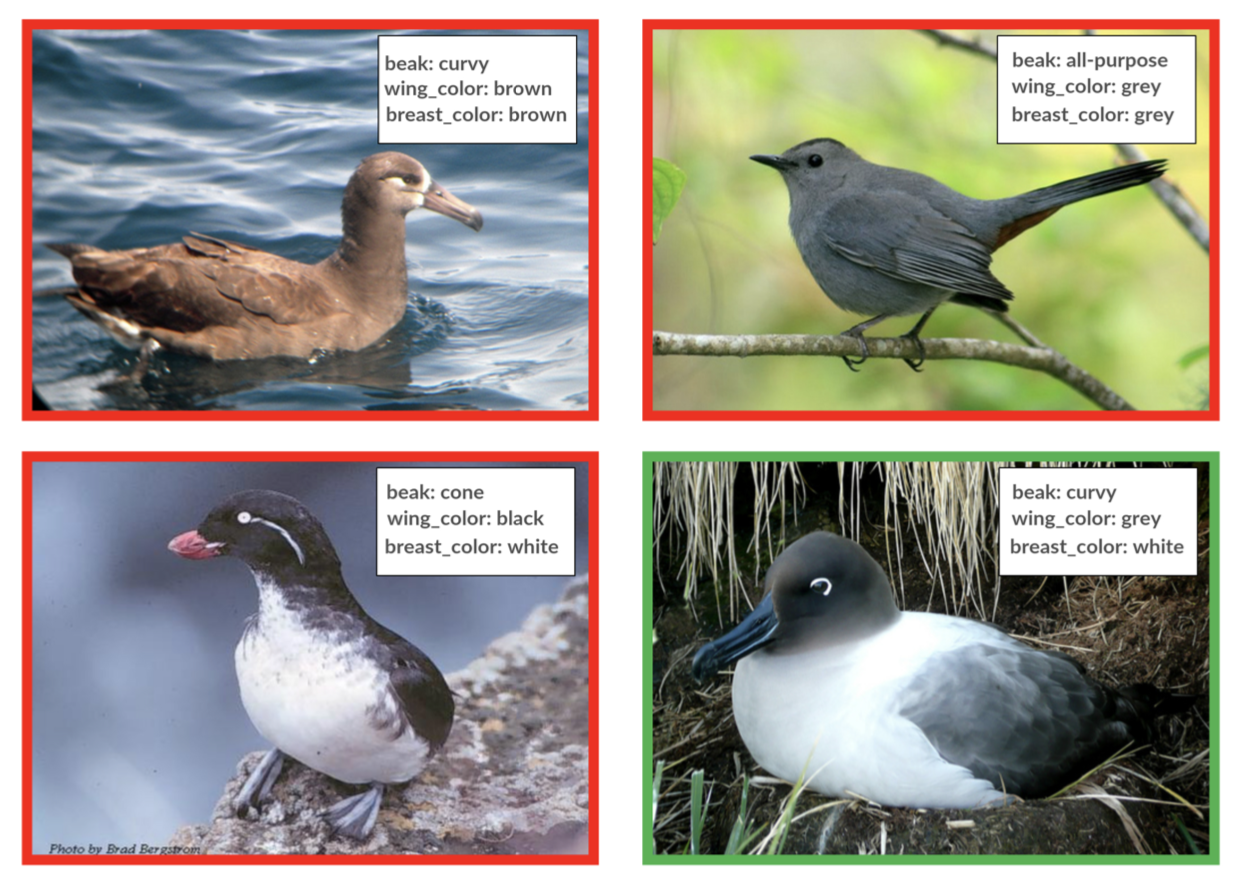 beak: curvy
wing_color: brown
breast_color: brown
beak: all-purpose
wing_color: grey
breast_color: grey
beak: cone
wing_color: black
breast_color: white
Photo by Brad Bergstrom
beak: curvy
wing_color: grey
breast_color: white